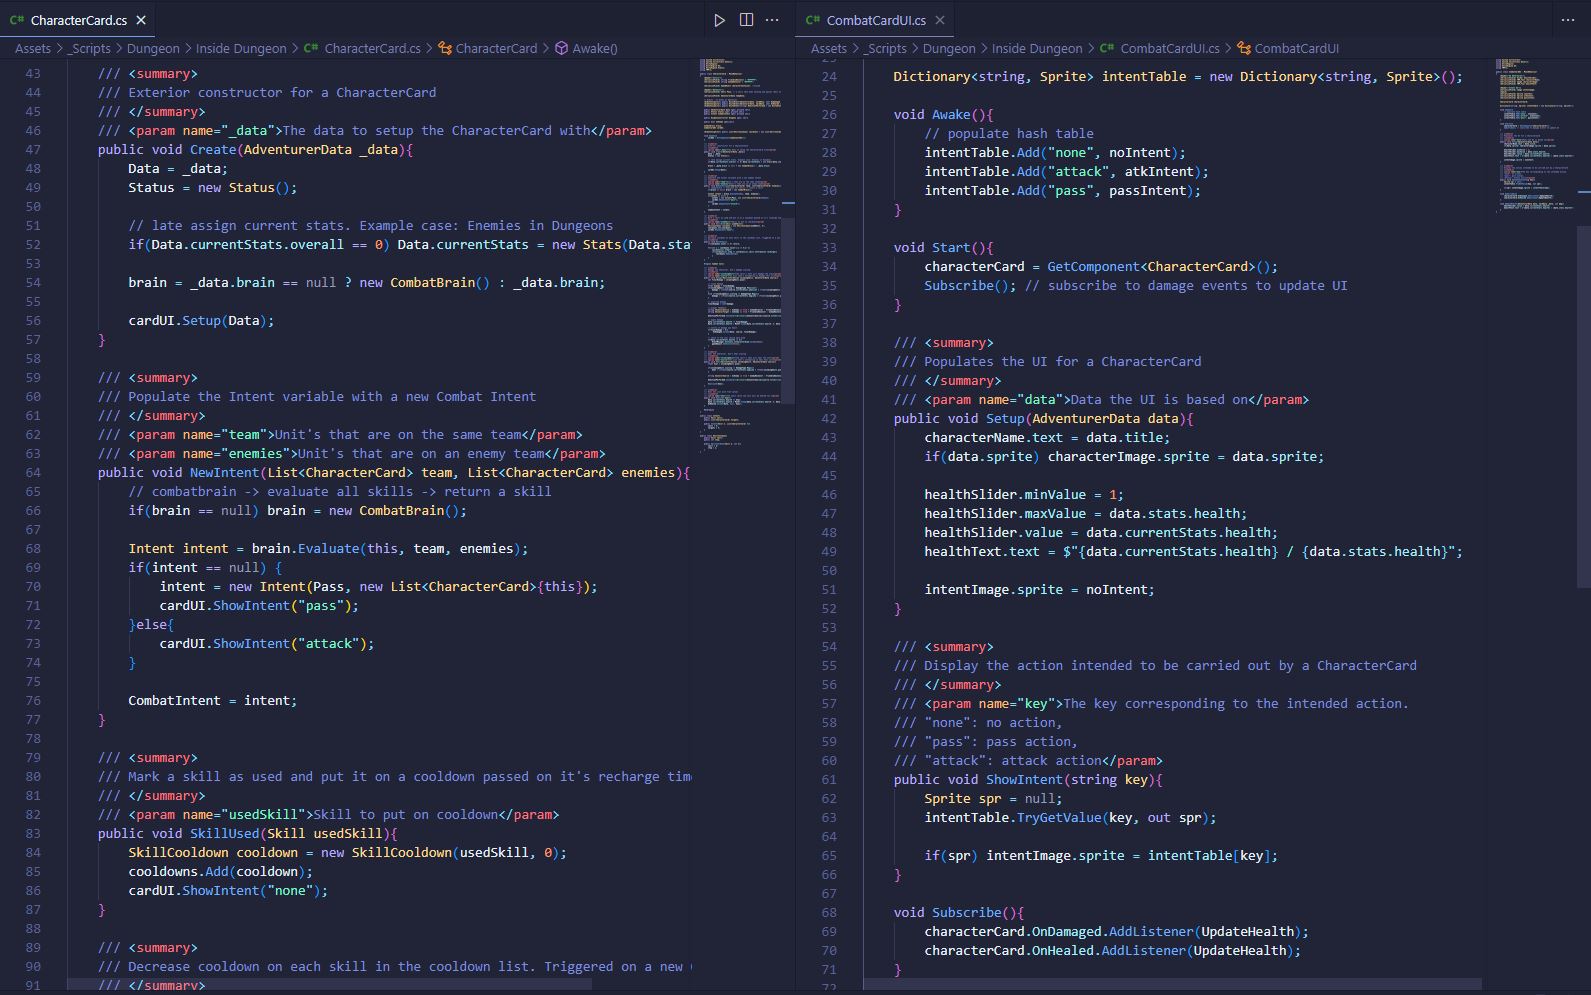 C# CharacterCard.cs ×
Assets > _Scripts > Dungeon > Inside Dungeon > C# CharacterCard.cs > CharacterCard > Awake()
43 /// <summary>
44 /// Exterior constructor for a CharacterCard
45 /// </summary>
46 /// <param name="_data">The data to setup the CharacterCard with</param>
47 public void Create(AdventurerData _data){
48 Data = _data;
49 Status = new Status();
50
51 // late assign current stats. Example case: Enemies in Dungeons
52 if(Data.currentStats.overall == 0) Data.currentStats = new Stats(Data.sta
53
54 brain = _data.brain == null ? new CombatBrain() : _data.brain;
55
56 cardUI.Setup(Data);
57 }
58
59 /// <summary>
60 /// Populate the Intent variable with a new Combat Intent
61 /// </summary>
62 /// <param name="team">Unit's that are on the same team</param>
63 /// <param name="enemies">Unit's that are on an enemy team</param>
64 public void NewIntent(List<CharacterCard> team, List<CharacterCard> enemies){
65 // combatbrain -> evaluate all skills -> return a skill
66 if(brain == null) brain = new CombatBrain();
67
68 Intent intent = brain.Evaluate(this, team, enemies);
69 if(intent == null) {
70 intent = new Intent(Pass, new List<CharacterCard>{this});
71 cardUI.ShowIntent("pass");
72 }else{
73 cardUI.ShowIntent("attack");
74 }
75
76 CombatIntent = intent;
77 }
78
79 /// <summary>
80 /// Mark a skill as used and put it on a cooldown passed on it's recharge tim
81 /// </summary>
82 /// <param name="usedSkill">Skill to put on cooldown</param>
83 public void SkillUsed(Skill usedSkill){
84 SkillCooldown cooldown = new SkillCooldown(usedSkill, 0);
85 cooldowns.Add(cooldown);
86 cardUI.ShowIntent("none");
87 }
88
89 /// <summary>
90 /// Decrease cooldown on each skill in the cooldown list. Triggered on a new
91 /// </summary>
C# CombatCardUI.cs ×
Assets > _Scripts > Dungeon > Inside Dungeon > C# CombatCardUI.cs > CombatCardUI
23
24 Dictionary<string, Sprite> intentTable = new Dictionary<string, Sprite>();
25
26 void Awake(){
27 // populate hash table
28 intentTable.Add("none", noIntent);
29 intentTable.Add("attack", atkIntent);
30 intentTable.Add("pass", passIntent);
31 }
32
33 void Start(){
34 characterCard = GetComponent<CharacterCard>();
35 Subscribe(); // subscribe to damage events to update UI
36 }
37
38 /// <summary>
39 /// Populates the UI for a CharacterCard
40 /// </summary>
41 /// <param name="data">Data the UI is based on</param>
42 public void Setup(AdventurerData data){
43 characterName.text = data.title;
44 if(data.sprite) characterImage.sprite = data.sprite;
45
46 healthSlider.minValue = 1;
47 healthSlider.maxValue = data.stats.health;
48 healthSlider.value = data.currentStats.health;
49 healthText.text = $"{data.currentStats.health} / {data.stats.health}";
50
51 intentImage.sprite = noIntent;
52 }
53
54 /// <summary>
55 /// Display the action intended to be carried out by a CharacterCard
56 /// </summary>
57 /// <param name="key">The key corresponding to the intended action.
58 /// "none": no action,
59 /// "pass": pass action,
60 /// "attack": attack action</param>
61 public void ShowIntent(string key){
62 Sprite spr = null;
63 intentTable.TryGetValue(key, out spr);
64
65 if(spr) intentImage.sprite = intentTable[key];
66 }
67
68 void Subscribe(){
69 characterCard.OnDamaged.AddListener(UpdateHealth);
70 characterCard.OnHealed.AddListener(UpdateHealth);
71 }
72